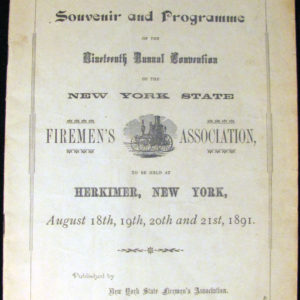 Souvenir and Programme
OF THE
Nineteenth Annual Convention
OF THE
NEW YORK STATE
FIREMEN'S ASSOCIATION,
TO BE HELD AT
HERKIMER, NEW YORK,
August 18th, 19th, 20th and 21st, 1891.
Published by
New York State Firemen's Association.